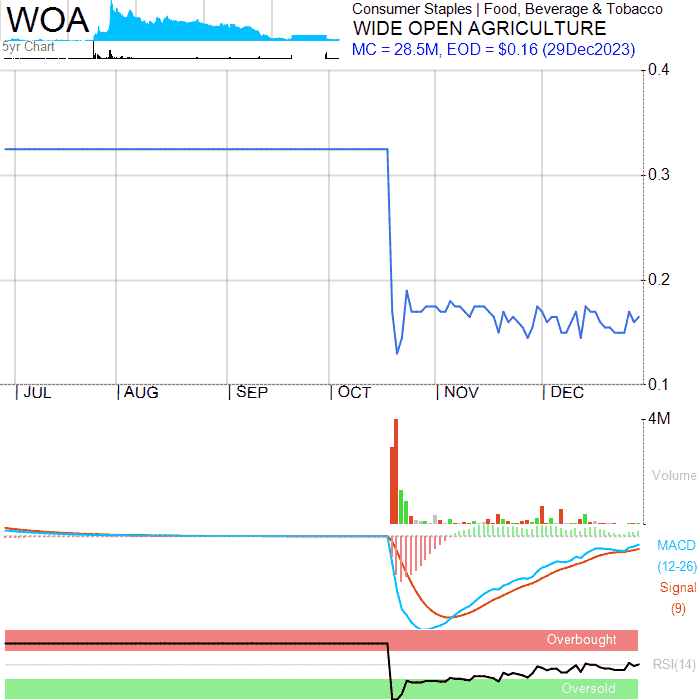 WOA
5yr Chart
Consumer Staples | Food, Beverage & Tobacco
WIDE OPEN AGRICULTURE
MC = 28.5M, EOD = $0.16 (29Dec2023)
0.4
0.3
0.2
0.1
JUL AUG SEP OCT NOV DEC
4M
Volume
MACD
(12-26)
Signal
(9)
Overbought
RSI(14)
Oversold